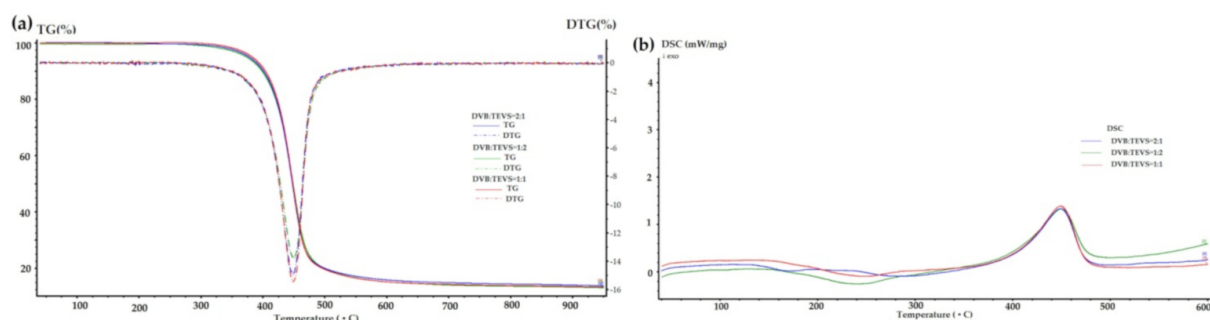 (a)
TG(%)
DTG(%)
100
80
60
40
20
0
-2
-4
-6
-8
-10
-12
-14
-16
DVB:TEVS=2:1
TG
DTG
DVB:TEVS=1:2
TG
DTG
DVB:TEVS=1:1
TG
DTG
100
200
300
400
500
600
700
800
900
Temperature (°C)
(b)
DSC (mW/mg)
↓ exo
4
3
2
1
0
DSC
DVB:TEVS=2:1
DVB:TEVS=1:2
DVB:TEVS=1:1
100
200
300
400
500
600
Temperature (°C)